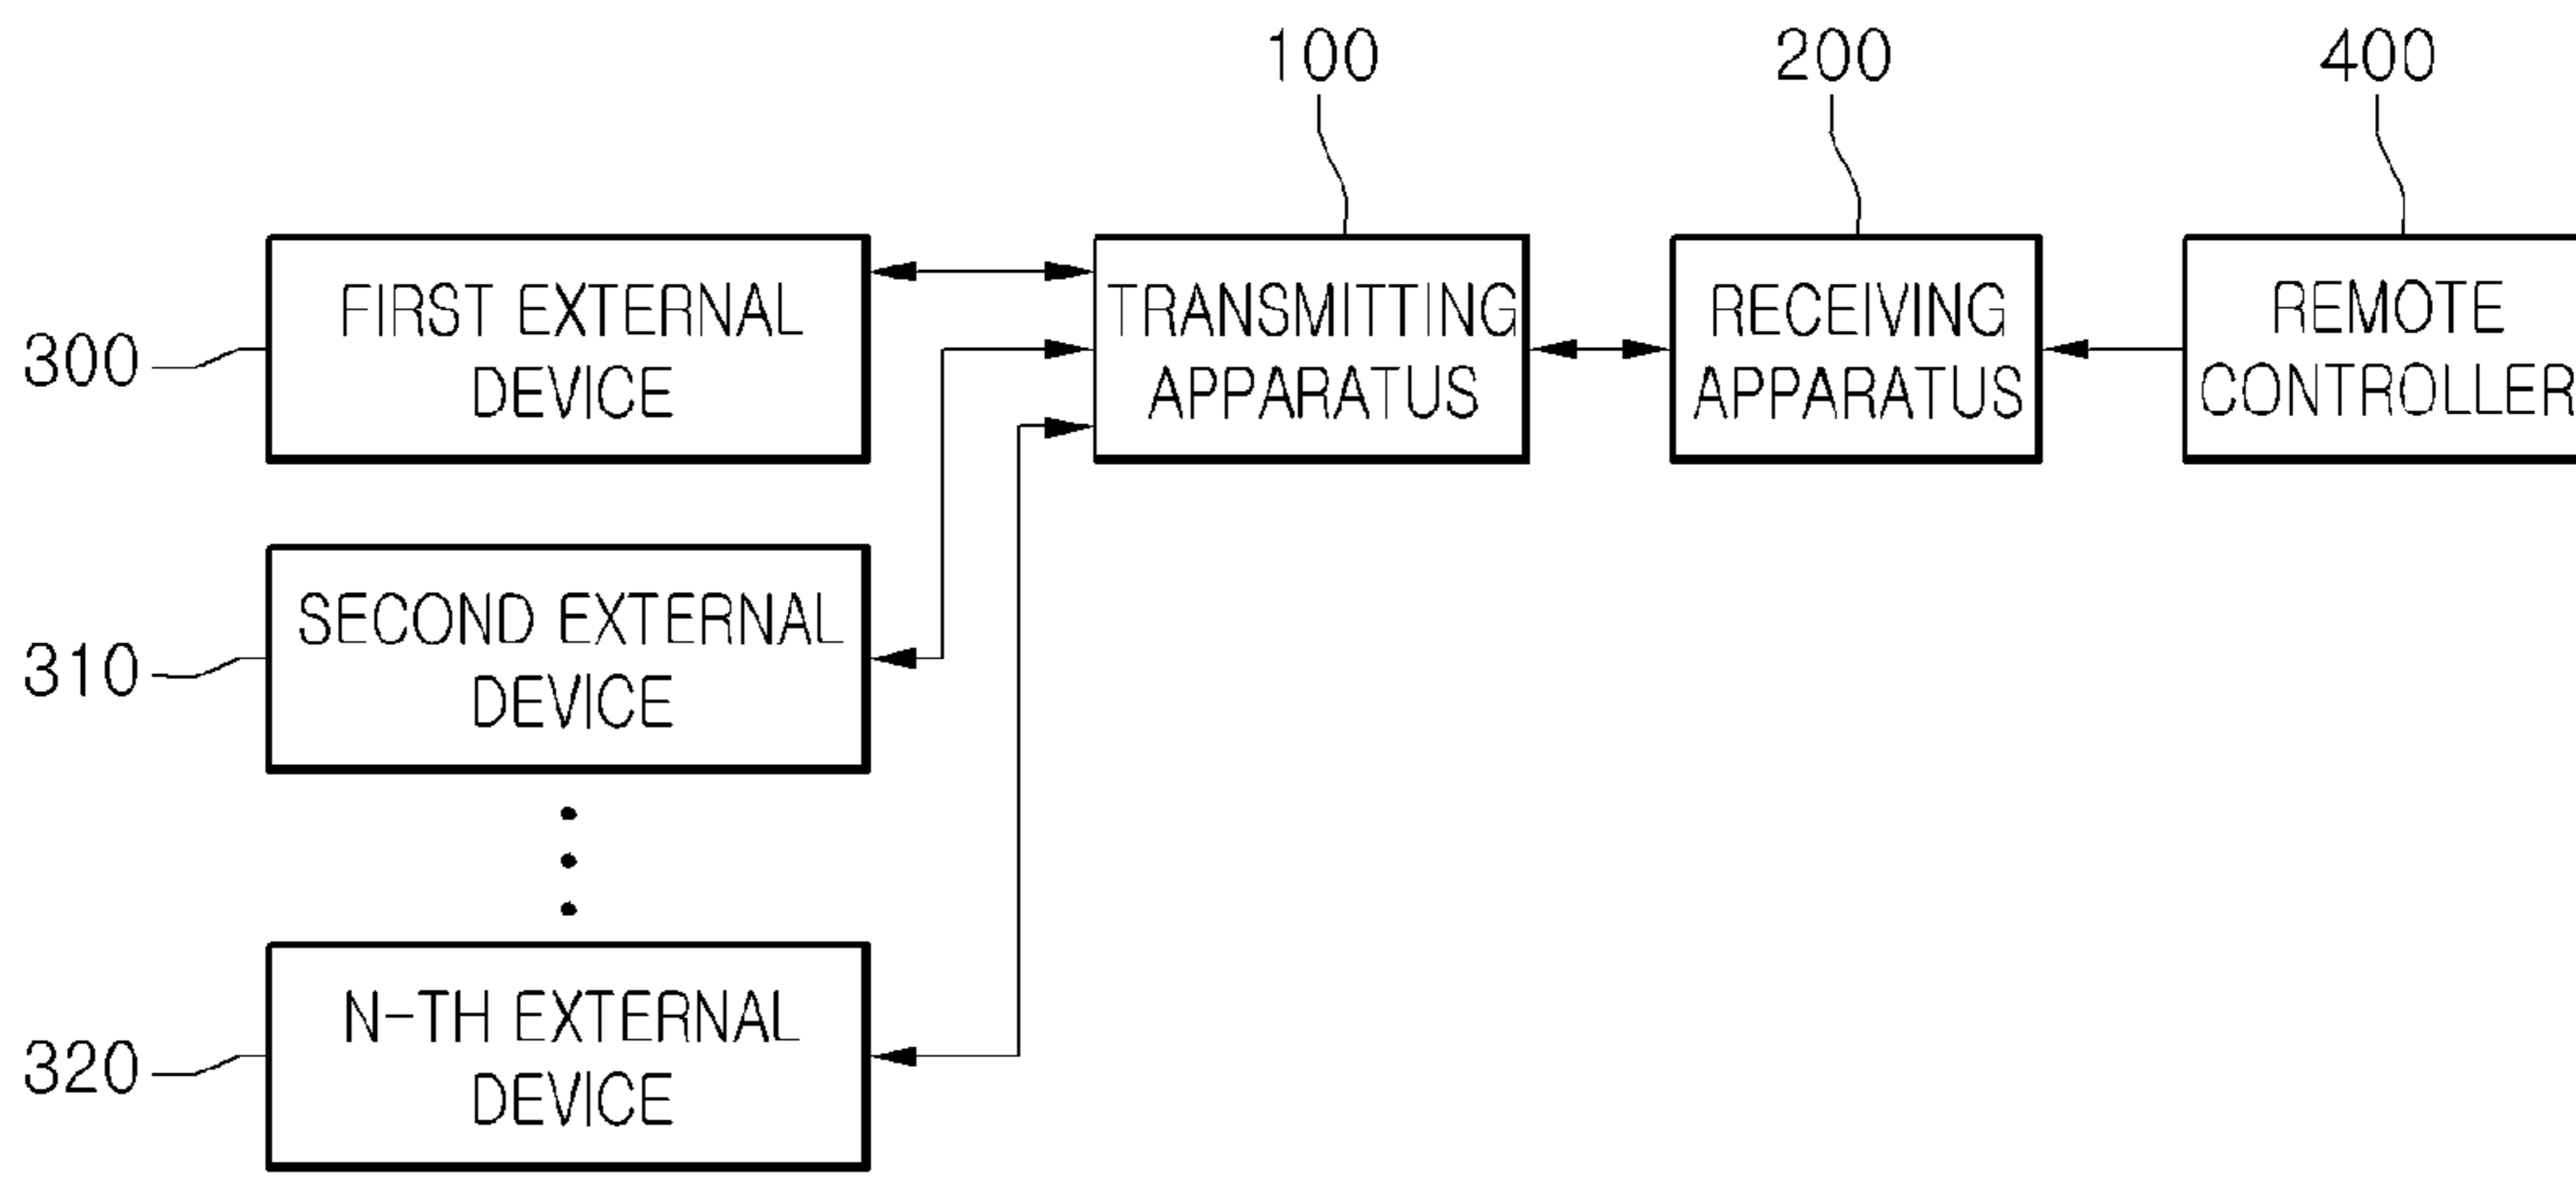 100
200
400
300
FIRST EXTERNAL
DEVICE
TRANSMITTING
APPARATUS
RECEIVING
APPARATUS
REMOTE
CONTROLLER
310
SECOND EXTERNAL
DEVICE
320
N-TH EXTERNAL
DEVICE